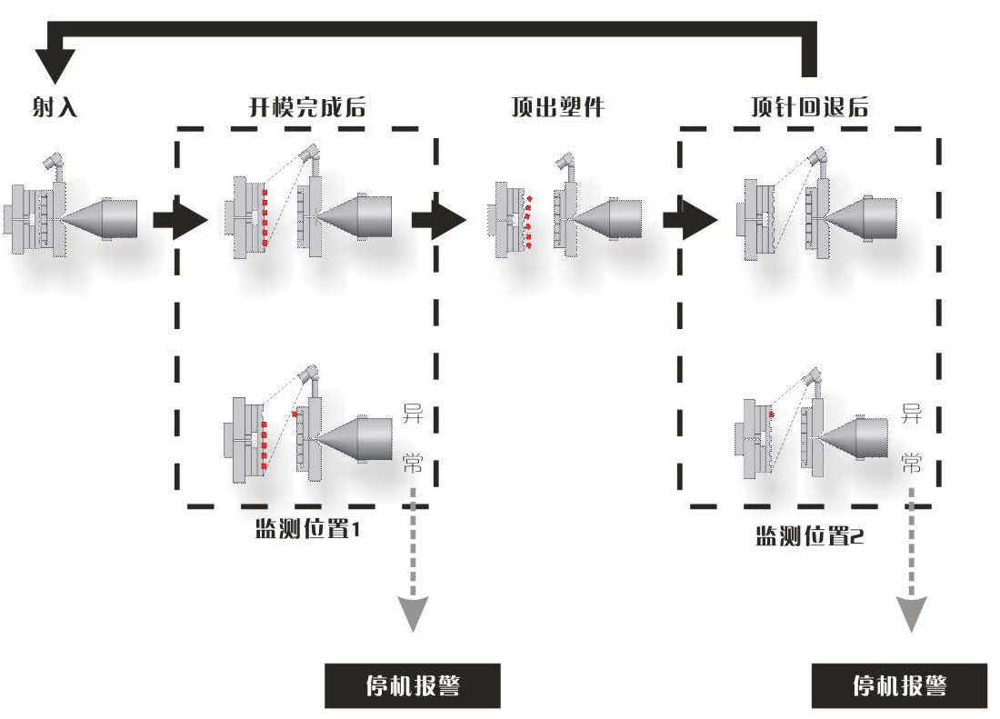 射入
开模完成后
顶出塑件
顶针回退后
异常
异常
监测位置1
监测位置2
停机报警
停机报警